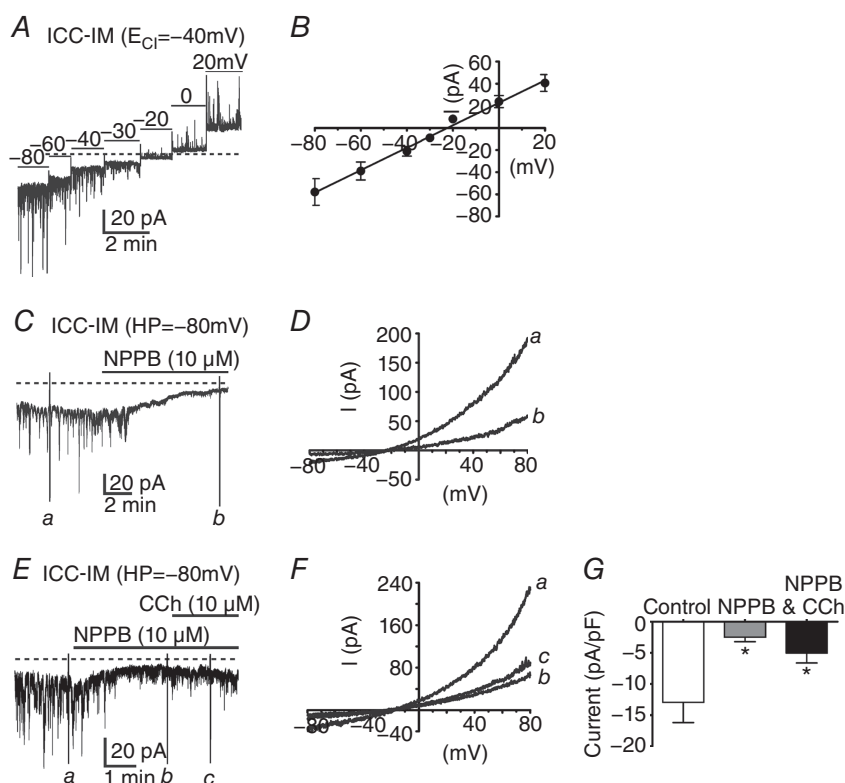 A ICC-IM (ECl=−40mV)
20mV
0
−20
−30
−40
−60
−80
20 pA
2 min
B
I (pA)
60
40
20
−80 −60 −40 −20 20
(mV)
−20
−40
−60
−80
C ICC-IM (HP=−80mV)
NPPB (10 µM)
20 pA
2 min
a b
D
I (pA)
200
150
100
50
−50
−80 −40 40 80
(mV)
a
b
E ICC-IM (HP=−80mV)
CCh (10 µM)
NPPB (10 µM)
20 pA
1 min
a b c
F
I (pA)
240
160
80
−40
−80 −40 40 80
(mV)
a
c
b
G
Control NPPB NPPB & CCh
Current (pA/pF)
0
−5
−10
−15
−20
* *